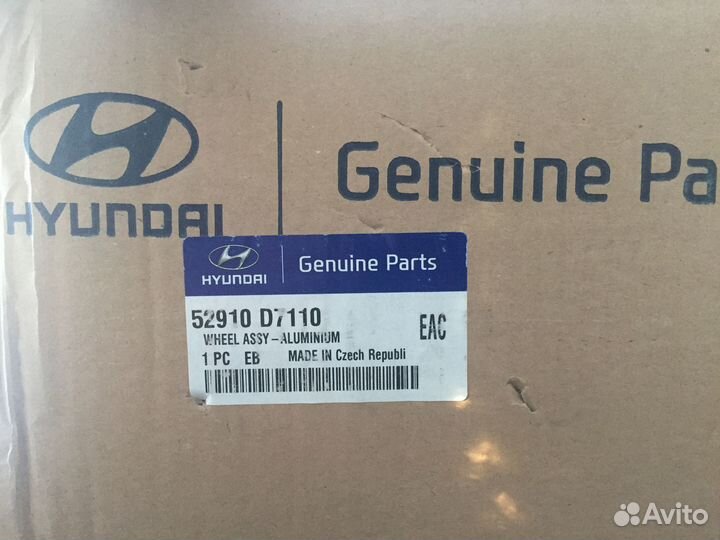 HYUNDAI
Genuine Pa
HYUNDAI
Genuine Parts
52910 D7110
WHEEL ASSY-ALUMINIUM
EAC
1 PC EB MADE IN Czech Republi
Avito